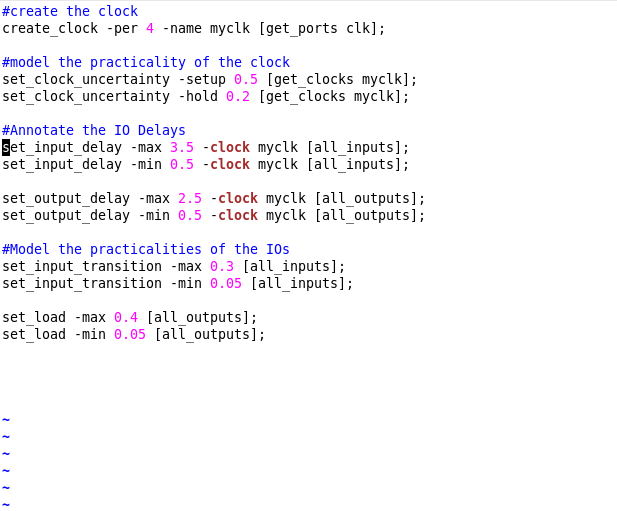 #create the clock
create_clock -per 4 -name myclk [get_ports clk];
#model the practicality of the clock
set_clock_uncertainty -setup 0.5 [get_clocks myclk];
set_clock_uncertainty -hold 0.2 [get_clocks myclk];
#Annotate the IO Delays
set_input_delay -max 3.5 -clock myclk [all_inputs];
set_input_delay -min 0.5 -clock myclk [all_inputs];
set_output_delay -max 2.5 -clock myclk [all_outputs];
set_output_delay -min 0.5 -clock myclk [all_outputs];
#Model the practicalities of the IOs
set_input_transition -max 0.3 [all_inputs];
set_input_transition -min 0.05 [all_inputs];
set_load -max 0.4 [all_outputs];
set_load -min 0.05 [all_outputs];
~
~
~
~
~
~